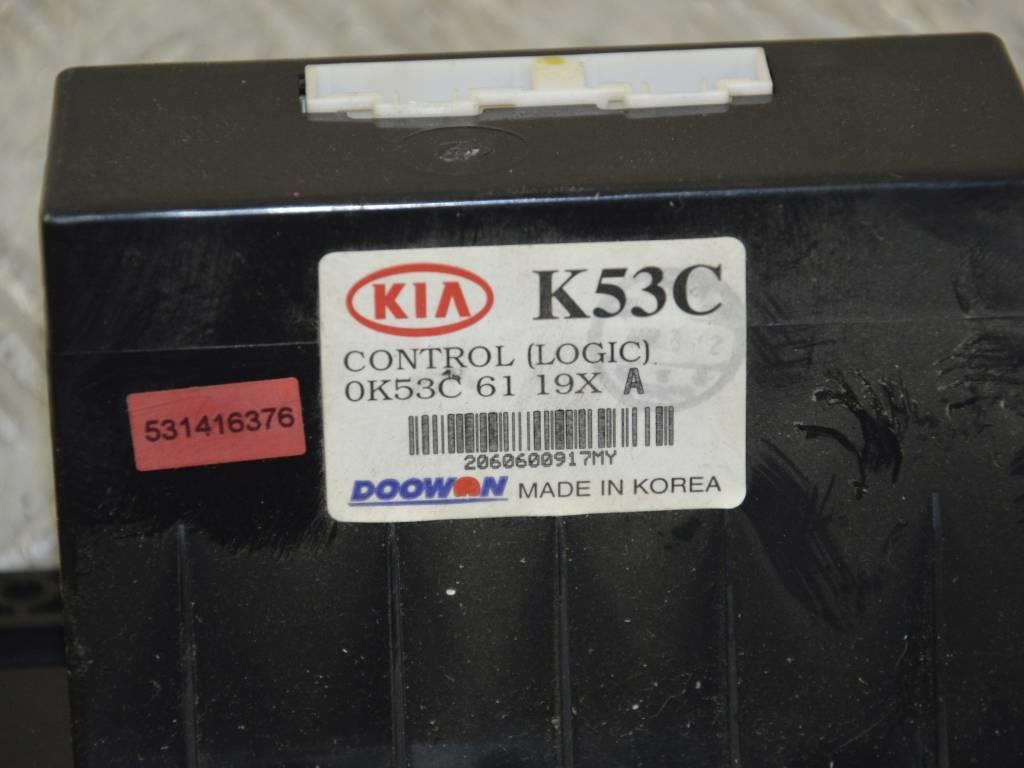 KIA K53C
CONTROL (LOGIC)
0K53C 61 19X A
531416376
2060600917MY
DOOWON MADE IN KOREA